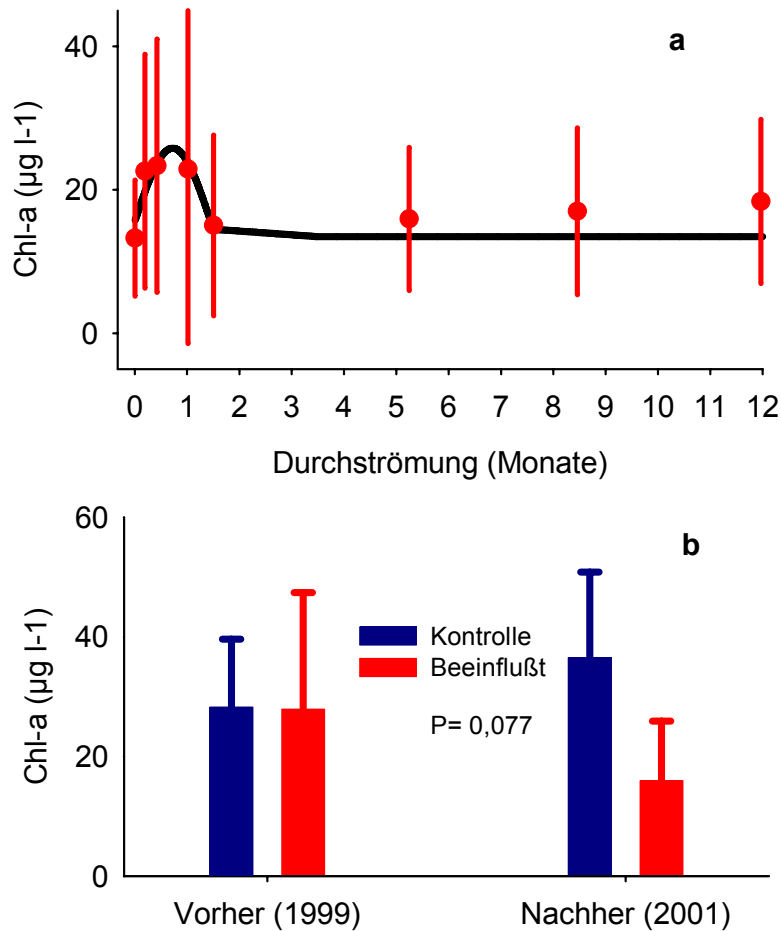 a
Chl-a (µg l-1)
40
20
0
0 1 2 3 4 5 6 7 8 9 10 11 12
Durchströmung (Monate)
b
Chl-a (µg l-1)
60
40
20
0
Kontrolle
Beeinflußt
P= 0,077
Vorher (1999) Nachher (2001)